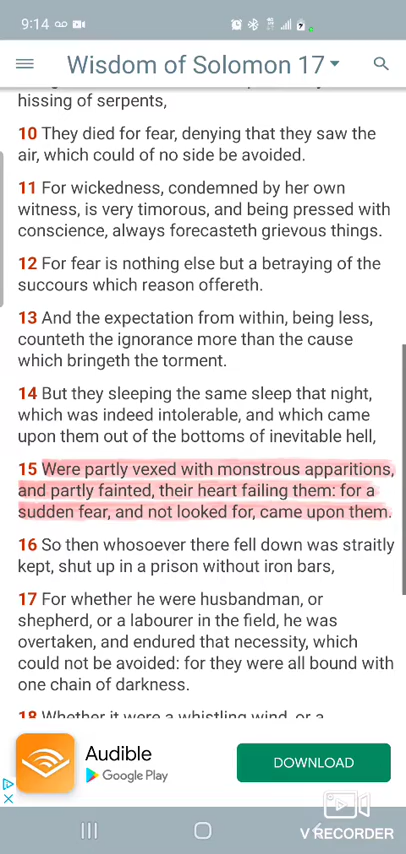 9:14
Wisdom of Solomon 17
hissing of serpents,
10 They died for fear, denying that they saw the
air, which could of no side be avoided.
11 For wickedness, condemned by her own
witness, is very timorous, and being pressed with
conscience, always forecasteth grievous things.
12 For fear is nothing else but a betraying of the
succours which reason offereth.
13 And the expectation from within, being less,
counteth the ignorance more than the cause
which bringeth the torment.
14 But they sleeping the same sleep that night,
which was indeed intolerable, and which came
upon them out of the bottoms of inevitable hell,
15 Were partly vexed with monstrous apparitions,
and partly fainted, their heart failing them: for a
sudden fear, and not looked for, came upon them.
16 So then whosoever there fell down was straitly
kept, shut up in a prison without iron bars,
17 For whether he were husbandman, or
shepherd, or a labourer in the field, he was
overtaken, and endured that necessity, which
could not be avoided: for they were all bound with
one chain of darkness.
18 Whether it were a whistling wind, or a
Audible
Google Play
DOWNLOAD
V RECORDER